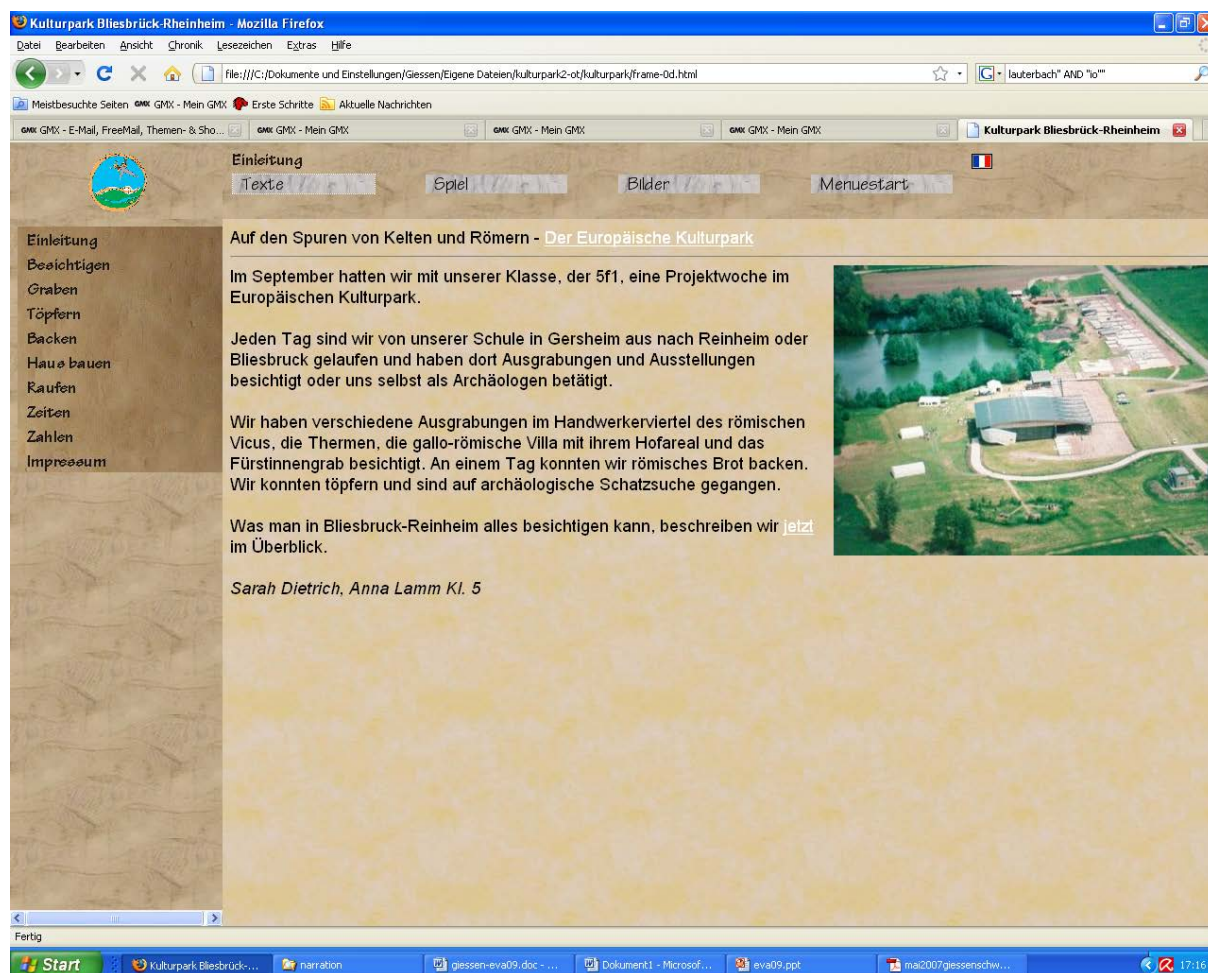 Kulturpark Bliesbrück-Rheinheim - Mozilla Firefox
Datei Bearbeiten Ansicht Chronik Lesezeichen Extras Hilfe
file:///C:/Dokumente und Einstellungen/Giessen/Eigene Dateien/kulturpark2-ot/kulturpark/frame-0d.html
lauterbach" AND "io""
Meistbesuchte Seiten GMX GMX - Mein GMX Erste Schritte Aktuelle Nachrichten
GMX GMX - E-Mail, FreeMail, Themen- & Sho... GMX GMX - Mein GMX GMX GMX - Mein GMX GMX GMX - Mein GMX Kulturpark Bliesbrück-Rheinheim
Einleitung
Texte Spiel Bilder Menuestart
Einleitung
Besichtigen
Graben
Töpfern
Backen
Haus bauen
Raufen
Zeiten
Zahlen
Impressum
Auf den Spuren von Kelten und Römern - Der Europäische Kulturpark
Im September hatten wir mit unserer Klasse, der 5f1, eine Projektwoche im
Europäischen Kulturpark.
Jeden Tag sind wir von unserer Schule in Gersheim aus nach Reinheim oder
Bliesbruck gelaufen und haben dort Ausgrabungen und Ausstellungen
besichtigt oder uns selbst als Archäologen betätigt.
Wir haben verschiedene Ausgrabungen im Handwerkerviertel des römischen
Vicus, die Thermen, die gallo-römische Villa mit ihrem Hofareal und das
Fürstinnengrab besichtigt. An einem Tag konnten wir römisches Brot backen.
Wir konnten töpfern und sind auf archäologische Schatzsuche gegangen.
Was man in Bliesbruck-Reinheim alles besichtigen kann, beschreiben wir jetzt
im Überblick.
Sarah Dietrich, Anna Lamm Kl. 5
Fertig
Start Kulturpark Bliesbrück-... narration giessen-eva09.doc - ... Dokument1 - Microsof... eva09.ppt mai2007giessenschw... 17:16